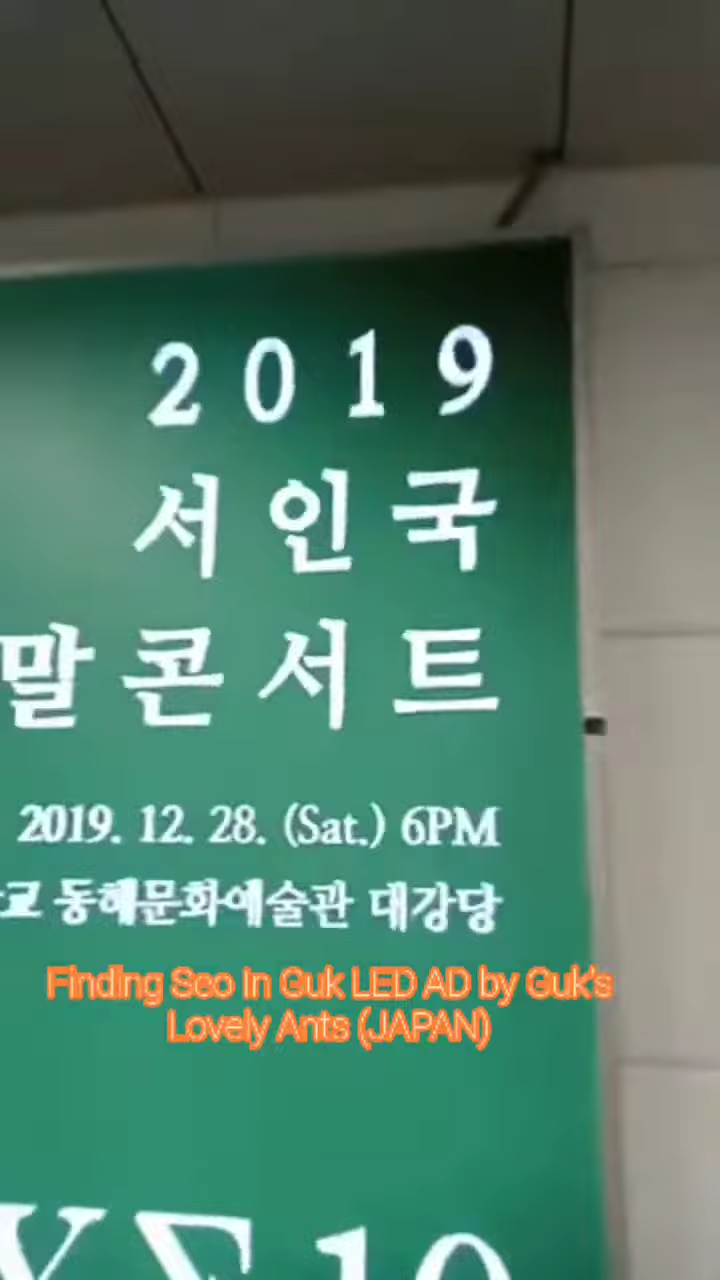 2019
서인국
말콘서트
2019. 12. 28. (Sat.) 6PM
교 동해문화예술관 대강당
Finding Seo In Guk LED AD by Guk's
Lovely Ants (JAPAN)